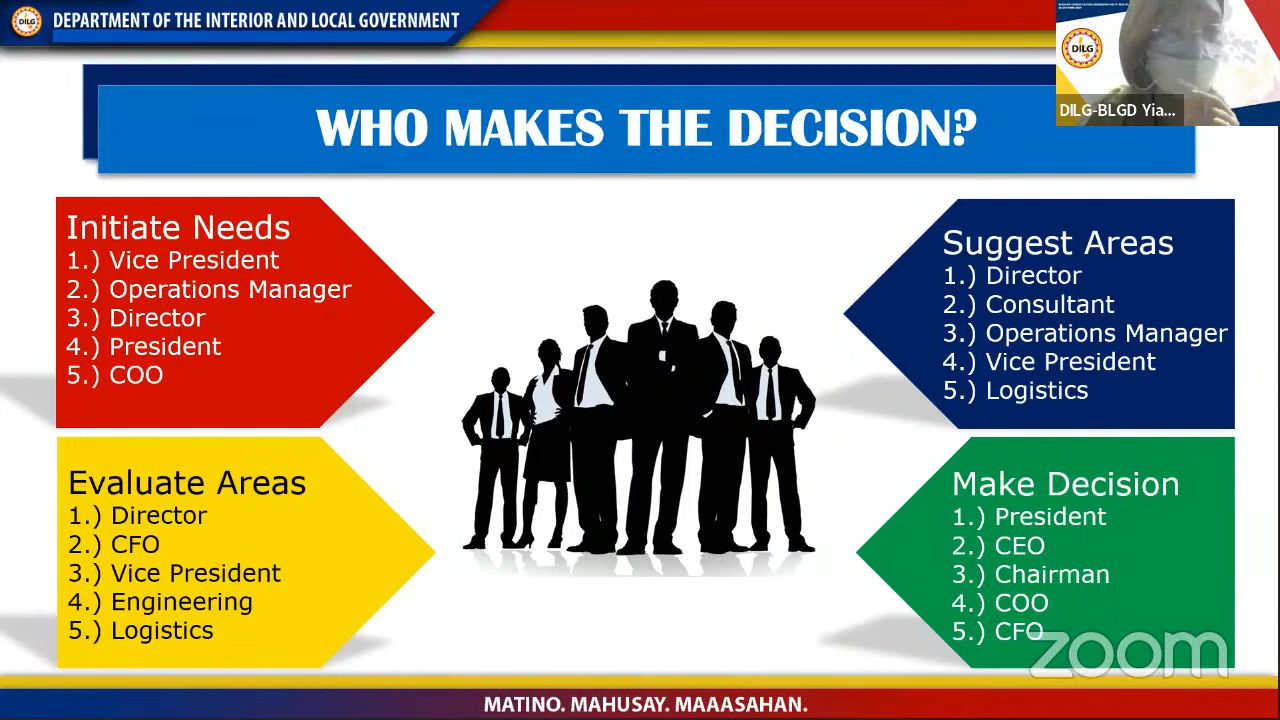 DILG
DEPARTMENT OF THE INTERIOR AND LOCAL GOVERNMENT
DILG
DILG-BLGD Yia...
WHO MAKES THE DECISION?
Initiate Needs
1.) Vice President
2.) Operations Manager
3.) Director
4.) President
5.) COO
Suggest Areas
1.) Director
2.) Consultant
3.) Operations Manager
4.) Vice President
5.) Logistics
Evaluate Areas
1.) Director
2.) CFO
3.) Vice President
4.) Engineering
5.) Logistics
Make Decision
1.) President
2.) CEO
3.) Chairman
4.) COO
5.) CFO
zoom
MATINO. MAHUSAY. MAAASAHAN.